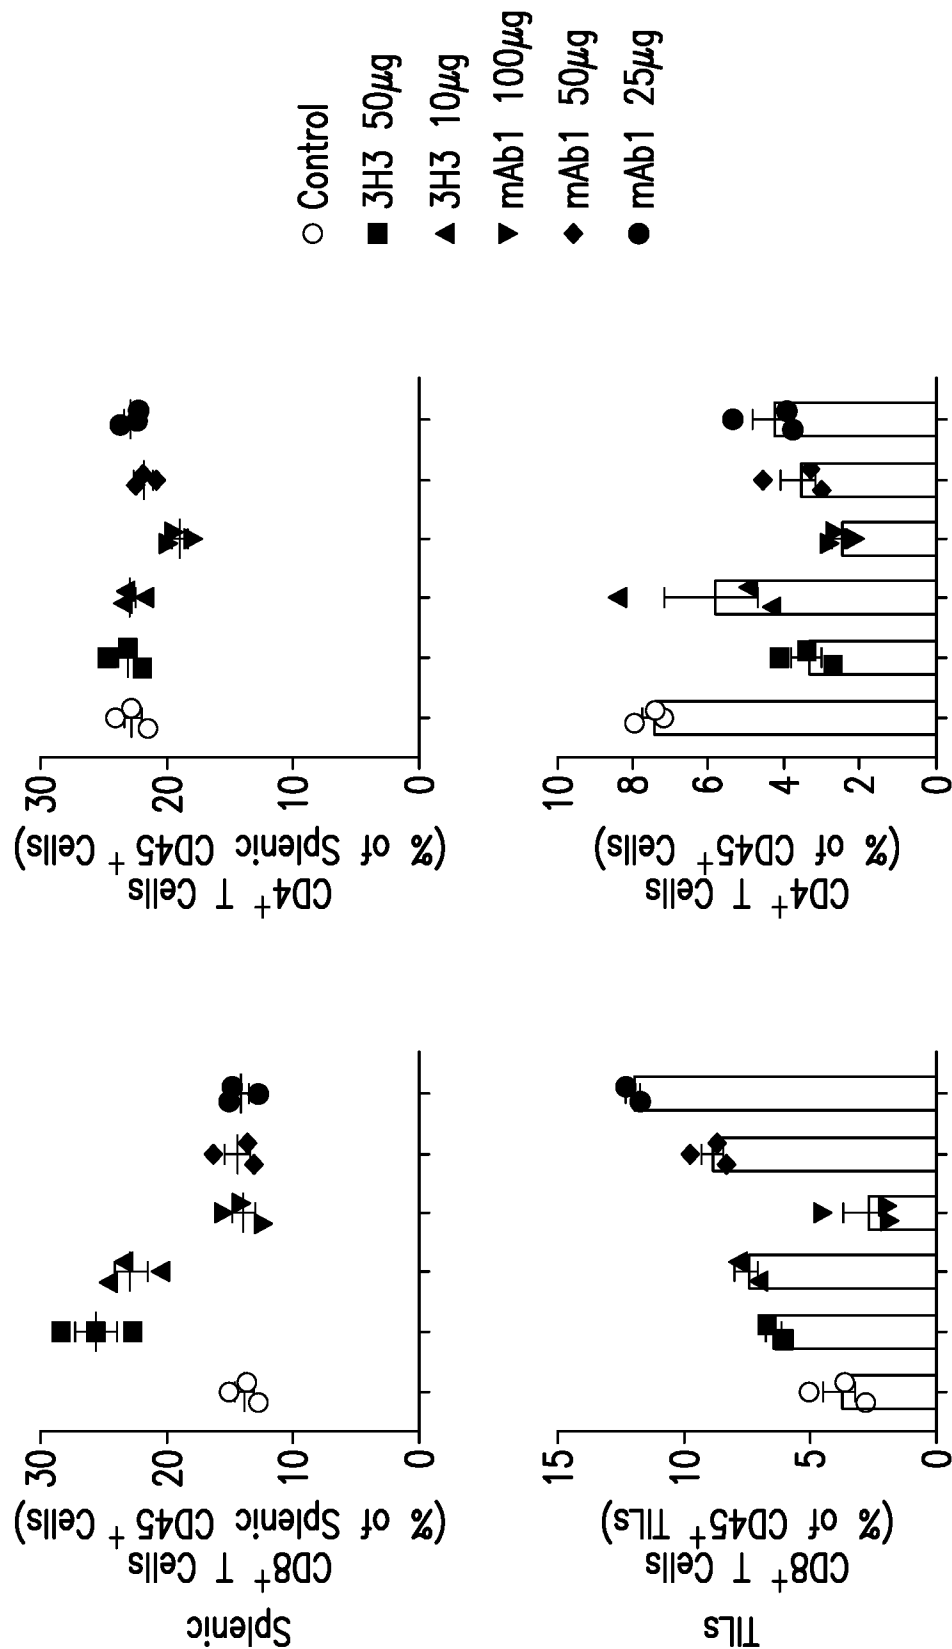 Splenic
CD8+ T Cells
(% of Splenic CD45+ Cells)
30
20
10
0
CD4+ T Cells
(% of Splenic CD45+ Cells)
30
20
10
0
TILs
CD8+ T Cells
(% of CD45+ TILs)
15
10
5
0
CD4+ T Cells
(% of CD45+ Cells)
10
8
6
4
2
0
Control
3H3 50μg
3H3 10μg
mAb1 100μg
mAb1 50μg
mAb1 25μg